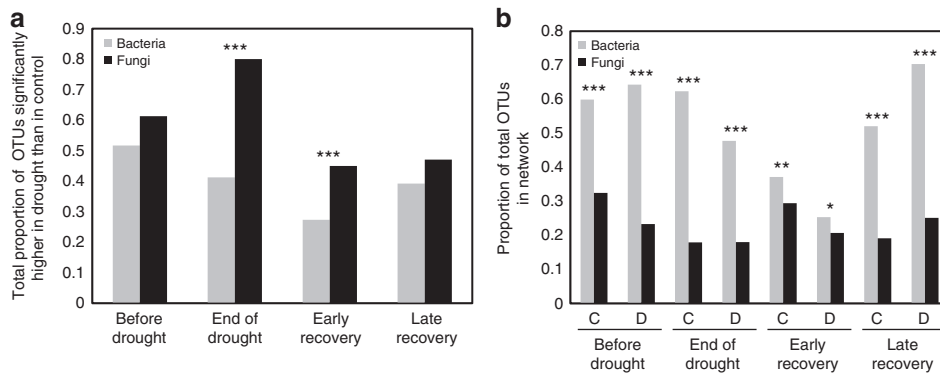 a
Total proportion of OTUs significantly
higher in drought than in control
0.9
0.8
0.7
0.6
0.5
0.4
0.3
0.2
0.1
0
Bacteria
Fungi
***
***
Before
drought
End of
drought
Early
recovery
Late
recovery
b
Proportion of total OTUs
in network
0.8
0.7
0.6
0.5
0.4
0.3
0.2
0.1
0
Bacteria
Fungi
***
***
***
***
**
*
***
***
C D C D C D C D
Before
drought
End of
drought
Early
recovery
Late
recovery